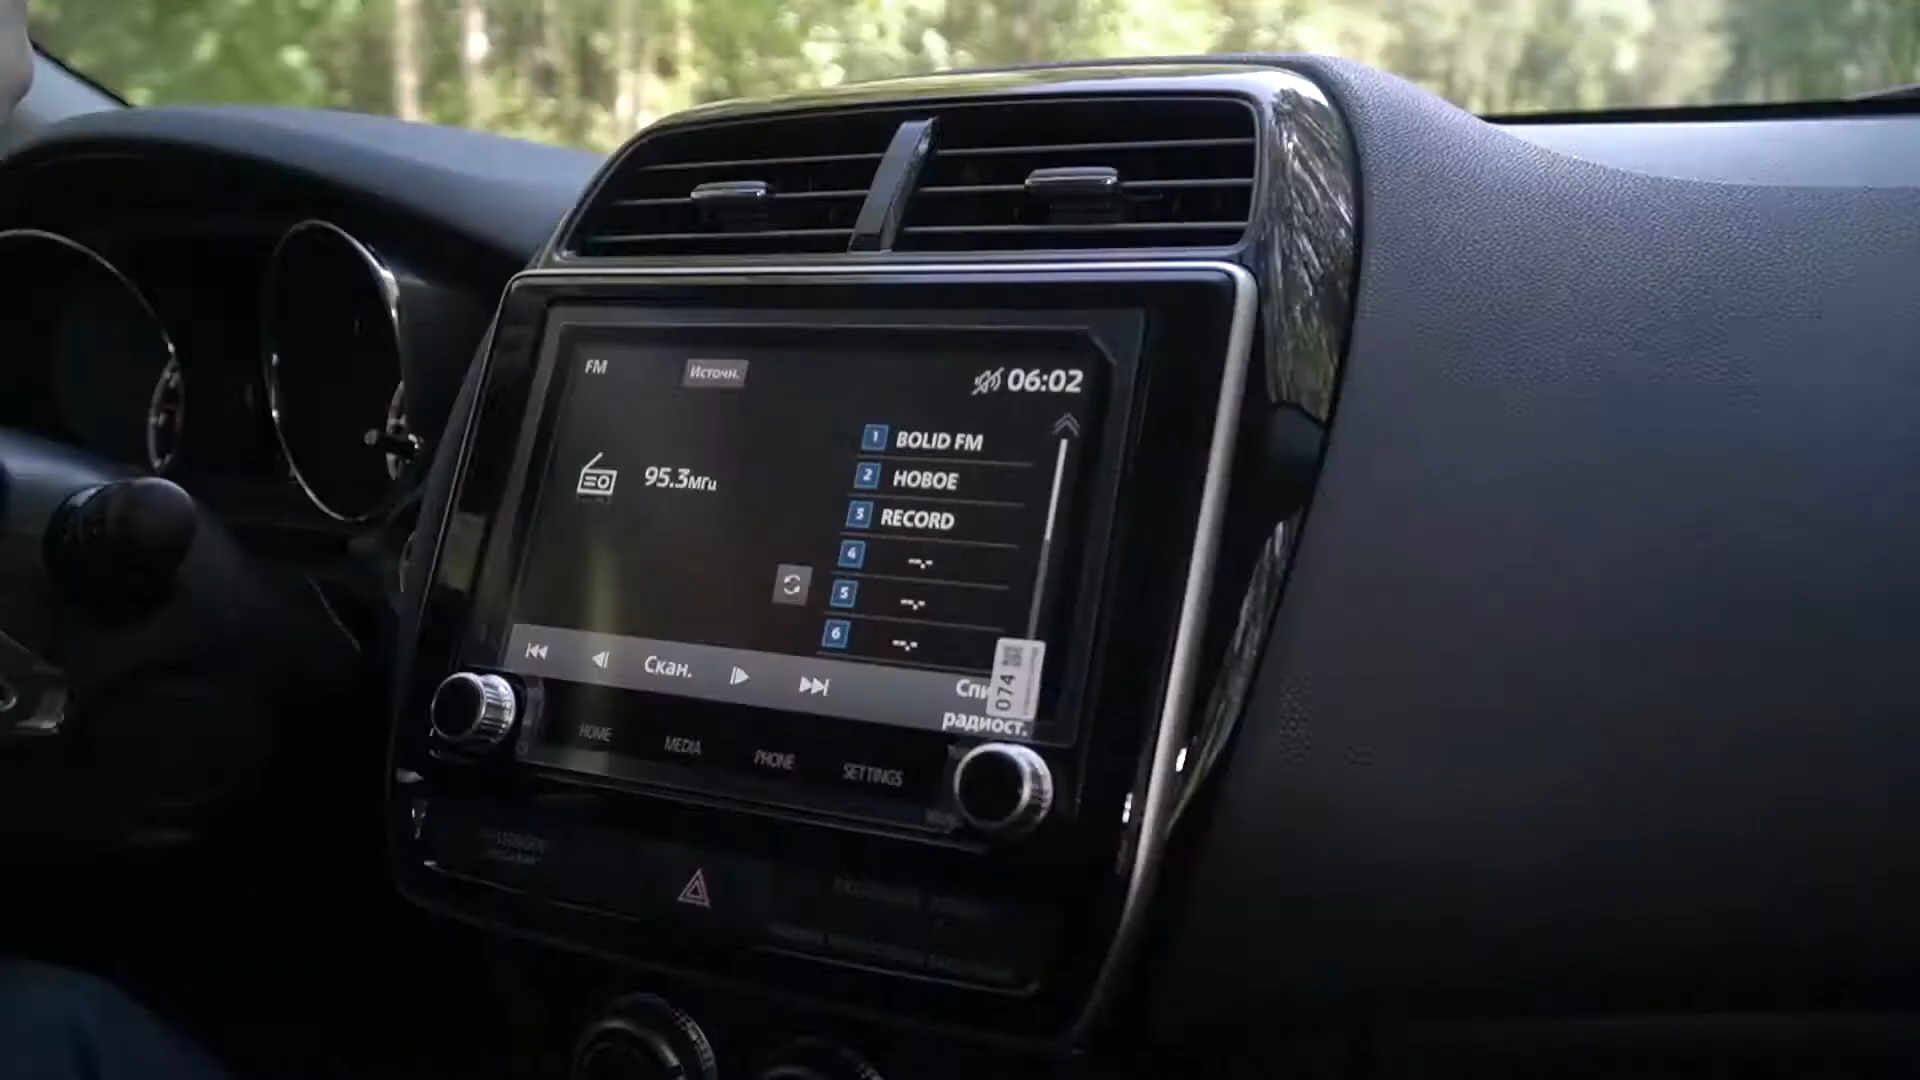 FM
Источн.
06:02
95.3МГц
1 BOLID FM
2 НОВОЕ
3 RECORD
4 --.-
5 --.-
6 --.-
Скан.
радиост.
074
HOME
MEDIA
PHONE
SETTINGS